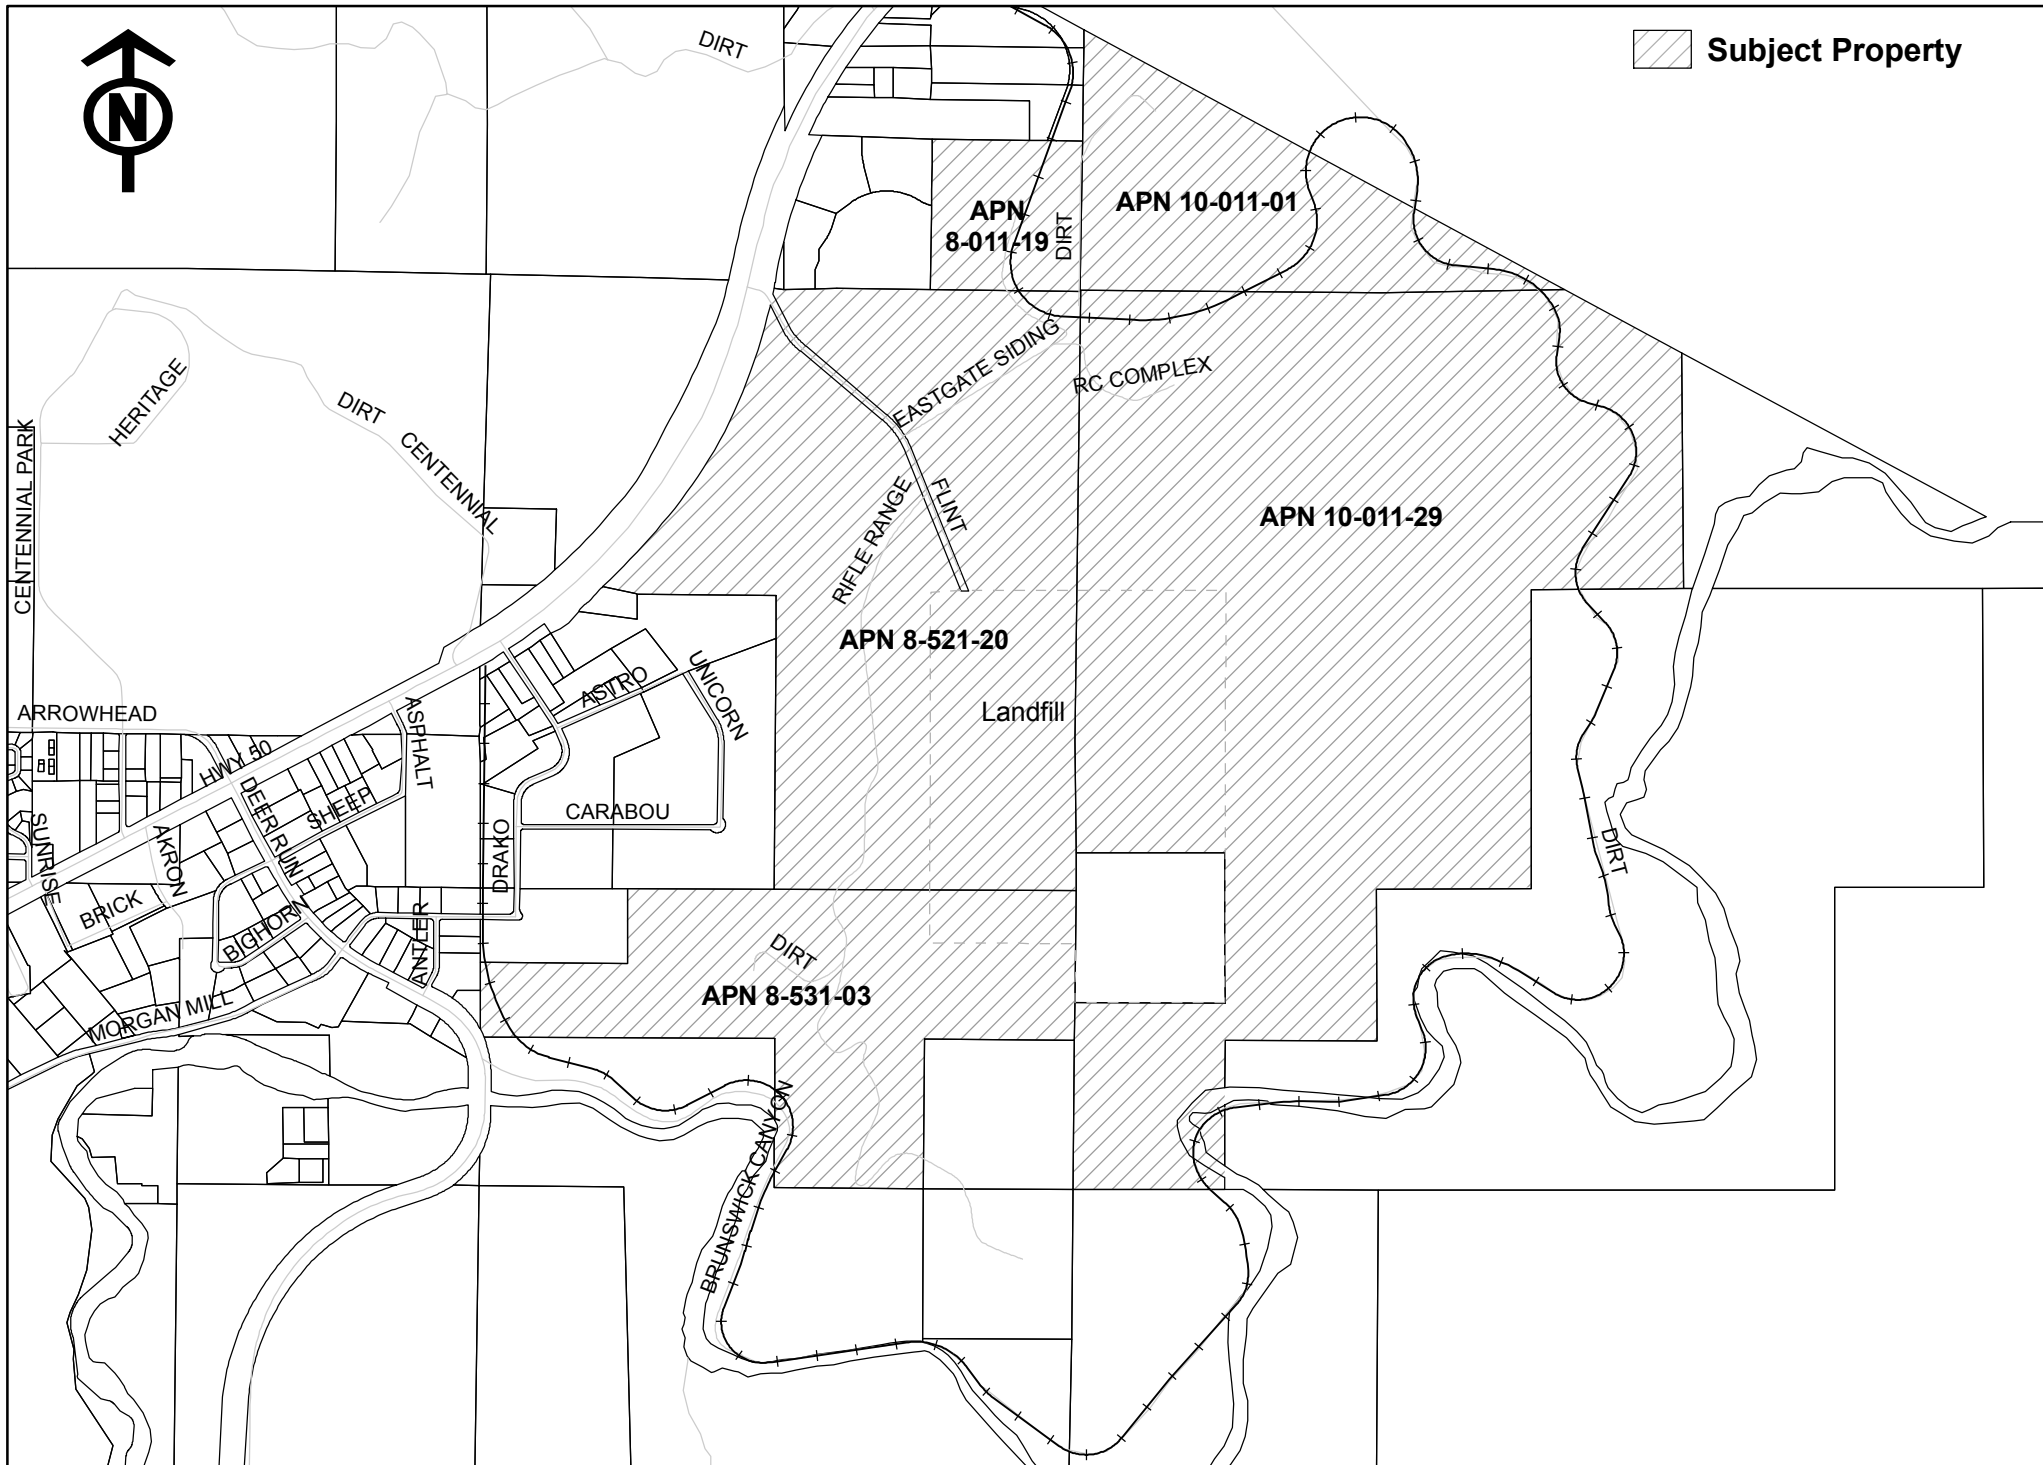 DIRT
Subject Property
N
APN 10-011-01
APN
8-011-19
DIRT
EASTGATE SIDING
RC COMPLEX
HERITAGE
DIRT
CENTENNIAL
CENTENNIAL PARK
RIFLE RANGE
FLINT
APN 10-011-29
APN 8-521-20
UNICORN
ASTRO
Landfill
ARROWHEAD
ASPHALT
HWY 50
DEER RUN
SHEEP
CARABOU
SUNRISE
AKRON
DRAKO
DIRT
BRICK
BIGHORN
ANTLER
DIRT
APN 8-531-03
MORGAN MILL
BRUNSWICK CANYON